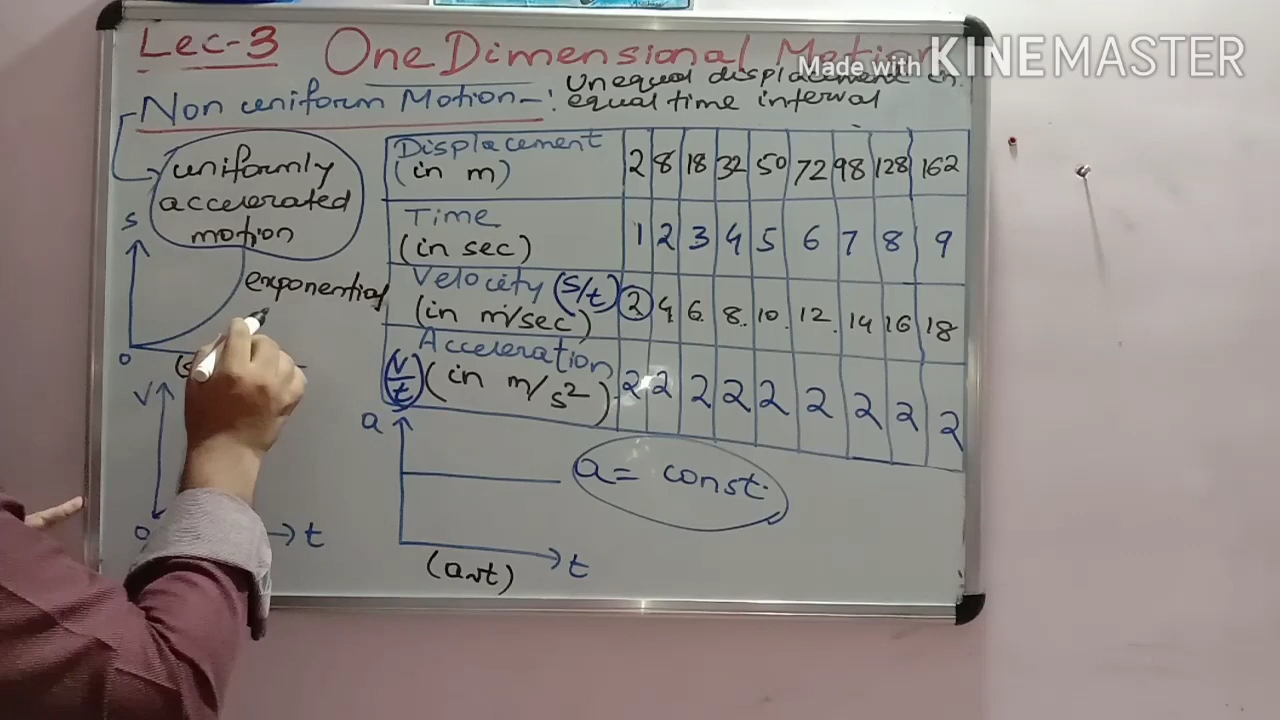 Lec-3 One Dimensional Motion
Made with KINEMASTER
Non uniform Motion -: unequal displacement in
equal time interval
uniformly
accelerated
motion
Displacement
(in m) 2 8 18 32 50 72 98 128 162
Time
(in sec) 1 2 3 4 5 6 7 8 9
Velocity (s/t)
(in m/sec) 2 4 6 8 10 12 14 16 18
Acceleration
V/t (in m/s² ) 2 2 2 2 2 2 2 2 2
s
exponential
o
V
o t
a
a = const.
t
(a v t)